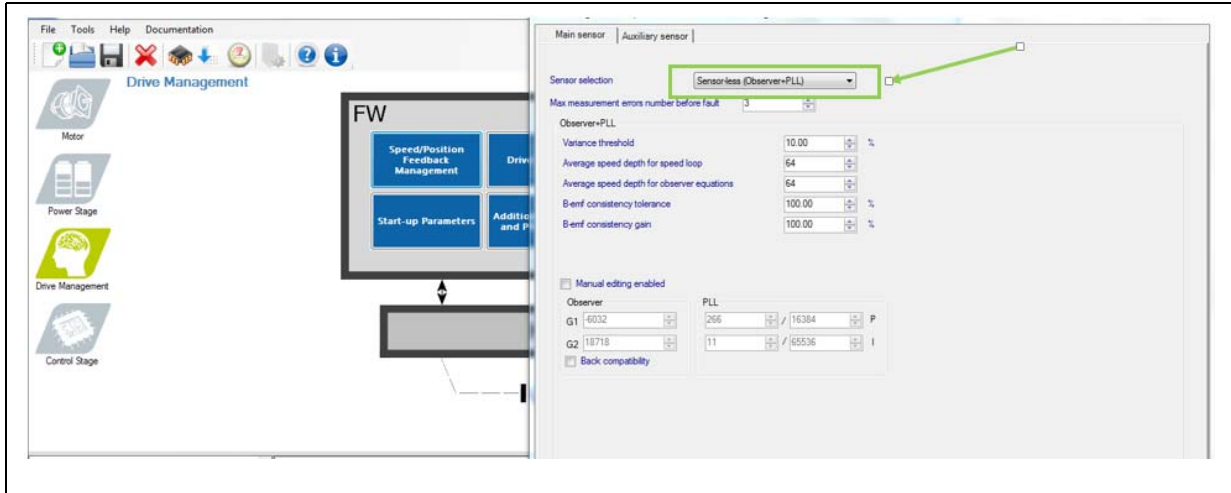 File Tools Help Documentation
Drive Management
Motor
Power Stage
Drive Management
Control Stage
FW
Speed/Position
Feedback
Management
Start-up Parameters
Main sensor Auxiliary sensor
Sensor selection Sensor-less (Observer+PLL)
Max measurement errors number before fault 3
Observer+PLL
Variance threshold 10.00 %
Average speed depth for speed loop 64
Average speed depth for observer equations 64
B-emf consistency tolerance 100.00 %
B-emf consistency gain 100.00 %
Manual editing enabled
Observer PLL
G1 -6032 266 / 16384 P
G2 18718 11 / 65536 I
Back compatibility